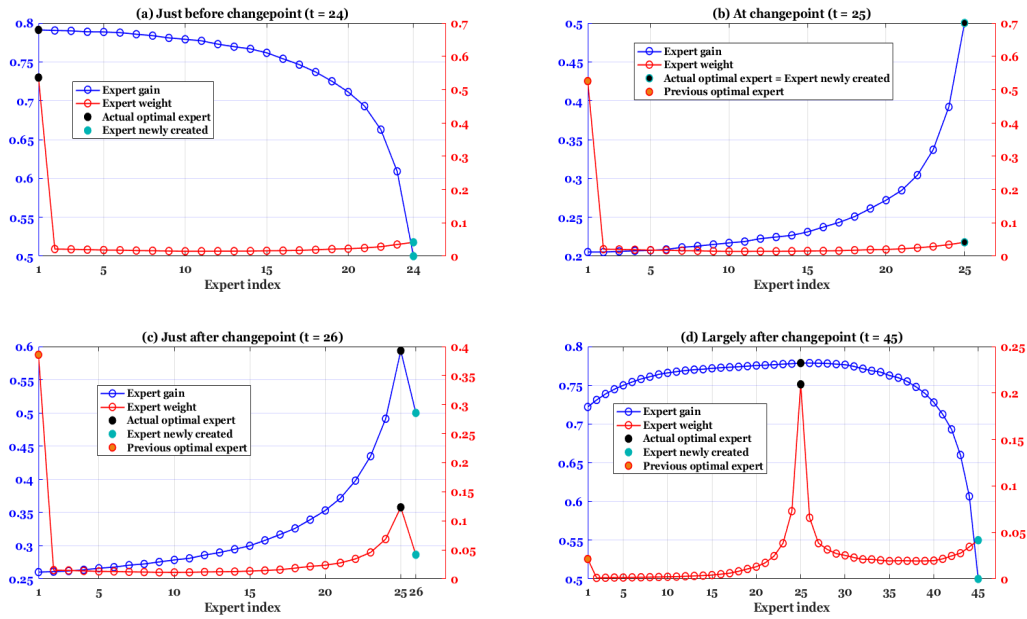 (a) Just before changepoint (t = 24)
0.8
0.75
0.7
0.65
0.6
0.55
0.5
0.7
0.6
0.5
0.4
0.3
0.2
0.1
0
Expert gain
Expert weight
Actual optimal expert
Expert newly created
1 5 10 15 20 24
Expert index
(b) At changepoint (t = 25)
0.5
0.45
0.4
0.35
0.3
0.25
0.2
0.7
0.6
0.5
0.4
0.3
0.2
0.1
0
Expert gain
Expert weight
Actual optimal expert = Expert newly created
Previous optimal expert
1 5 10 15 20 25
Expert index
(c) Just after changepoint (t = 26)
0.6
0.55
0.5
0.45
0.4
0.35
0.3
0.25
0.4
0.35
0.3
0.25
0.2
0.15
0.1
0.05
0
Expert gain
Expert weight
Actual optimal expert
Expert newly created
Previous optimal expert
1 5 10 15 20 25 26
Expert index
(d) Largely after changepoint (t = 45)
0.8
0.75
0.7
0.65
0.6
0.55
0.5
0.25
0.2
0.15
0.1
0.05
0
Expert gain
Expert weight
Actual optimal expert
Expert newly created
Previous optimal expert
1 5 10 15 20 25 30 35 40 45
Expert index